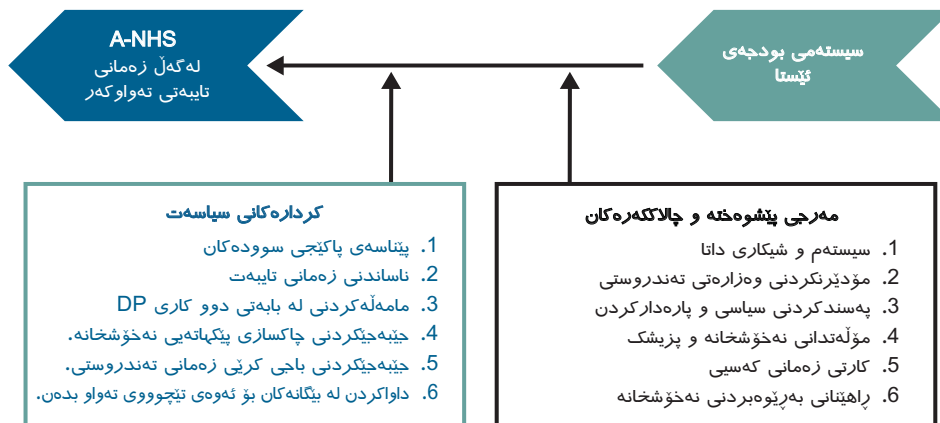 سیستەمی بودجەی
ئێستا
A-NHS
لەگەڵ زەمانی
تایبەتی تەواوکەر
مەرجی پێشوەختە و چالاککەرەکان
1. سیستەم و شیکاری داتا
2. مۆدێرنکردنی وەزارەتی تەندروستی
3. پەسندکردنی سیاسی و پارەدارکردن
4. مۆڵەتدانی نەخۆشخانە و پزیشک
5. کارتی زەمانی کەسیی
6. ڕاهێنانی بەڕێوەبردنی نەخۆشخانە
کردارەکانی سیاسەت
1. پێناسەی پاکێجی سوودەکان
2. ناساندنی زەمانی تایبەت
3. مامەڵەکردنی لە بابەتی دوو کاری DP
4. جێبەجێکردنی چاکسازی پێکهاتەیی نەخۆشخانە.
5. جێبەجێکردنی باجی کرێی زەمانی تەندروستی.
6. داواکردن لە بێگانەکان بۆ ئەوەی تێچوووی تەواو بدەن.